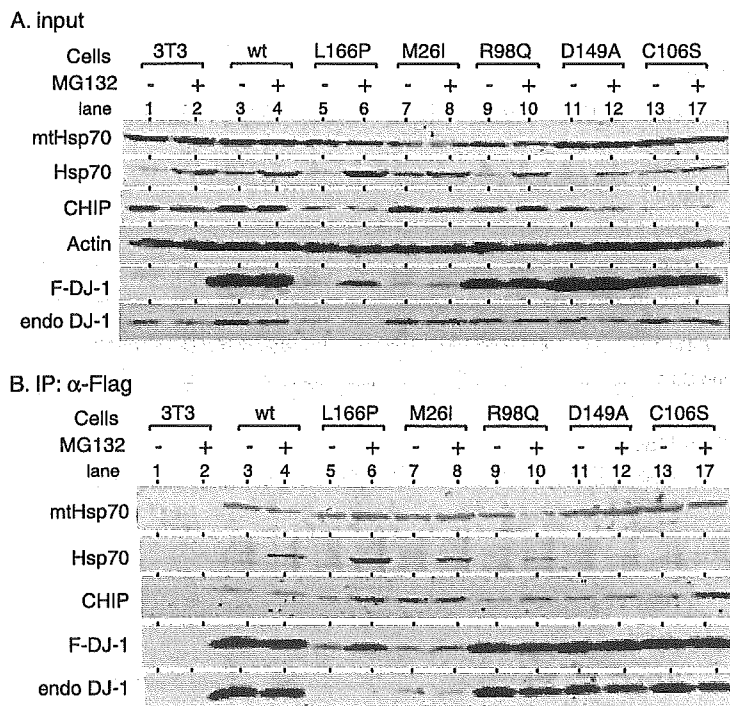 A. input
Cells 3T3 wt L166P M26I R98Q D149A C106S
MG132 - + - + - + - + - + - + - +
lane 1 2 3 4 5 6 7 8 9 10 11 12 13 17
mtHsp70
Hsp70
CHIP
Actin
F-DJ-1
endo DJ-1
B. IP: α-Flag
Cells 3T3 wt L166P M26I R98Q D149A C106S
MG132 - + - + - + - + - + - + - +
lane 1 2 3 4 5 6 7 8 9 10 11 12 13 17
mtHsp70
Hsp70
CHIP
F-DJ-1
endo DJ-1